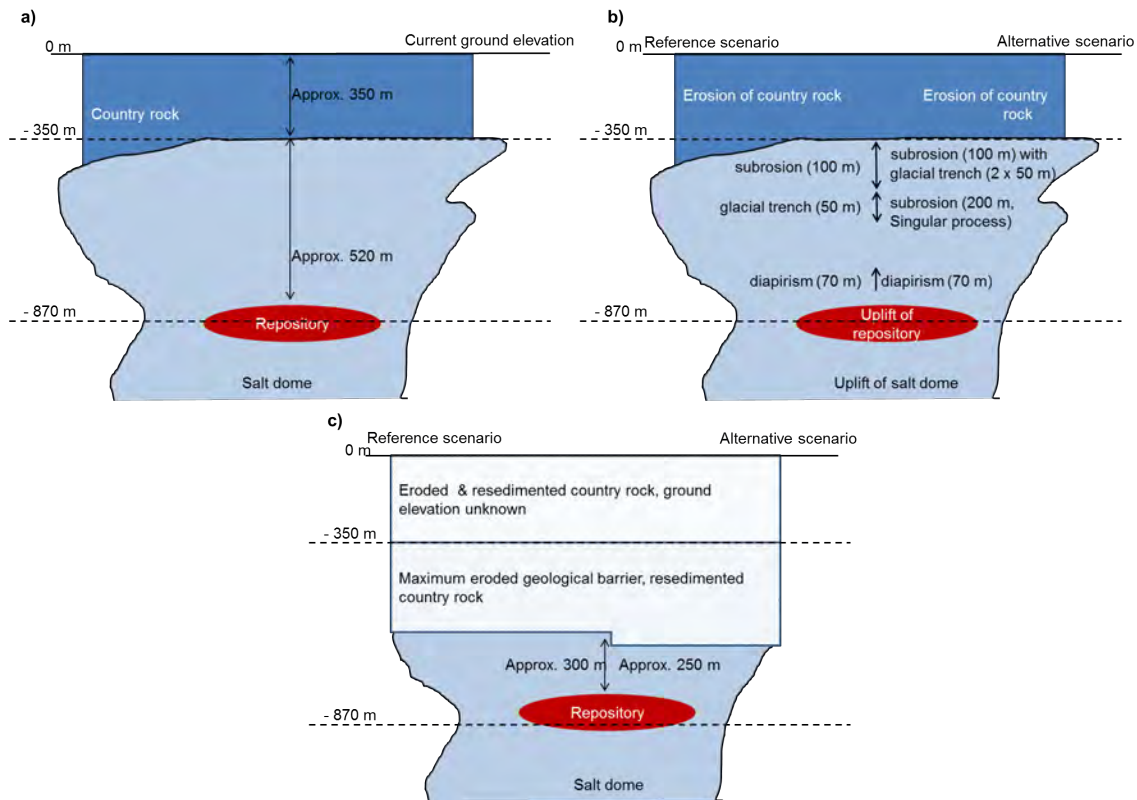 a)
0 m
Current ground elevation
Approx. 350 m
Country rock
- 350 m
Approx. 520 m
- 870 m
Repository
Salt dome
b)
0 m
Reference scenario
Alternative scenario
Erosion of country rock
Erosion of country
rock
- 350 m
subrosion (100 m)
subrosion (100 m) with
glacial trench (2 x 50 m)
glacial trench (50 m)
subrosion (200 m,
Singular process)
diapirism (70 m)
diapirism (70 m)
- 870 m
Uplift of
repository
Uplift of salt dome
c)
Reference scenario
Alternative scenario
0 m
Eroded & resedimented country rock, ground
elevation unknown
- 350 m
Maximum eroded geological barrier, resedimented
country rock
Approx. 300 m
Approx. 250 m
Repository
- 870 m
Salt dome